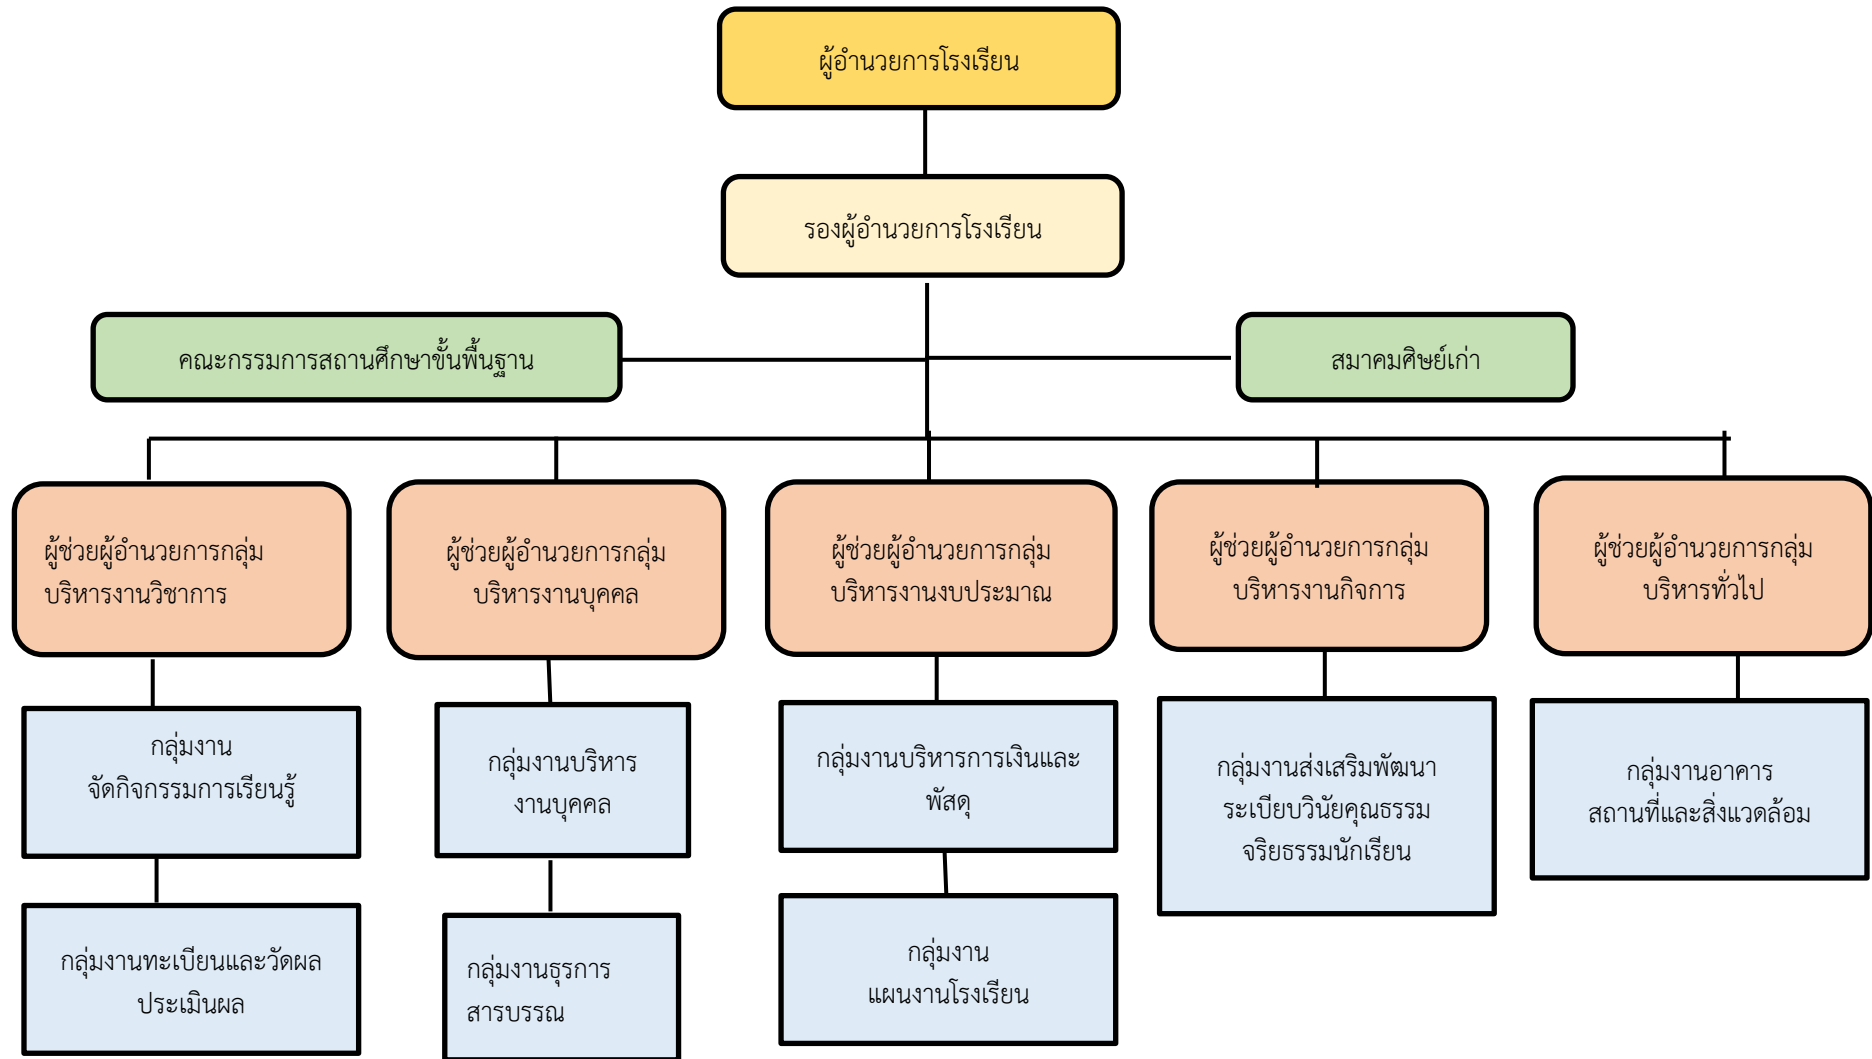 ผู้อำนวยการโรงเรียน
รองผู้อำนวยการโรงเรียน
คณะกรรมการสถานศึกษาขั้นพื้นฐาน
สมาคมศิษย์เก่า
ผู้ช่วยผู้อำนวยการกลุ่ม
บริหารงานวิชาการ
ผู้ช่วยผู้อำนวยการกลุ่ม
บริหารงานบุคคล
ผู้ช่วยผู้อำนวยการกลุ่ม
บริหารงานงบประมาณ
ผู้ช่วยผู้อำนวยการกลุ่ม
บริหารงานกิจการ
ผู้ช่วยผู้อำนวยการกลุ่ม
บริหารทั่วไป
กลุ่มงาน
จัดกิจกรรมการเรียนรู้
กลุ่มงานบริหาร
งานบุคคล
กลุ่มงานบริหารการเงินและ
พัสดุ
กลุ่มงานส่งเสริมพัฒนา
ระเบียบวินัยคุณธรรม
จริยธรรมนักเรียน
กลุ่มงานอาคาร
สถานที่และสิ่งแวดล้อม
กลุ่มงานทะเบียนและวัดผล
ประเมินผล
กลุ่มงานธุรการ
สารบรรณ
กลุ่มงาน
แผนงานโรงเรียน